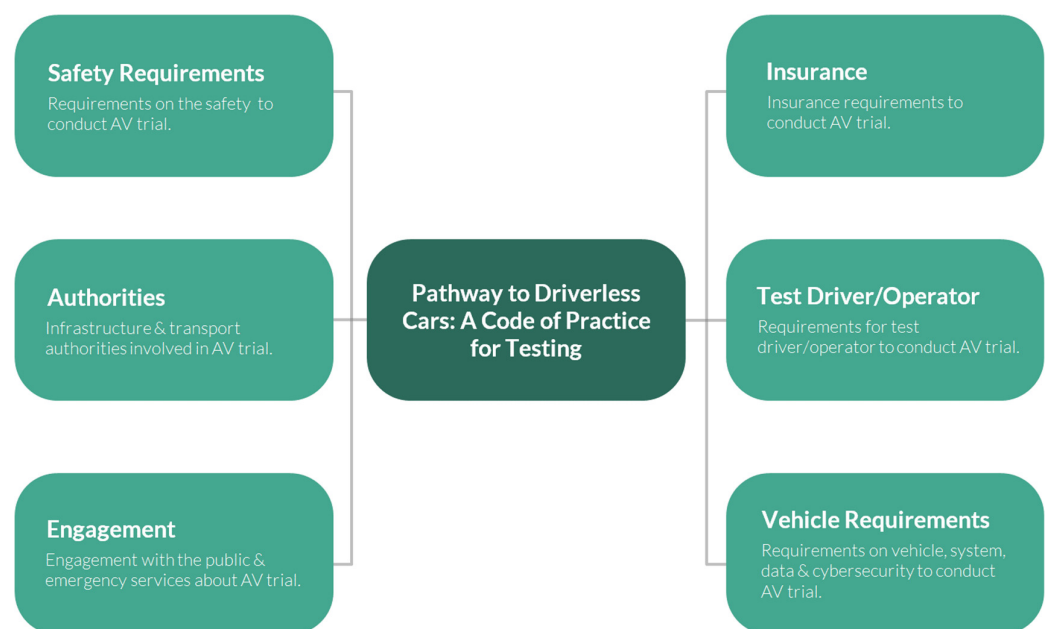 Safety Requirements
Requirements on the safety to
conduct AV trial.
Authorities
Infrastructure & transport
authorities involved in AV trial.
Engagement
Engagement with the public &
emergency services about AV trial.
Pathway to Driverless
Cars: A Code of Practice
for Testing
Insurance
Insurance requirements to
conduct AV trial.
Test Driver/Operator
Requirements for test
driver/operator to conduct AV trial.
Vehicle Requirements
Requirements on vehicle, system,
data & cybersecurity to conduct
AV trial.